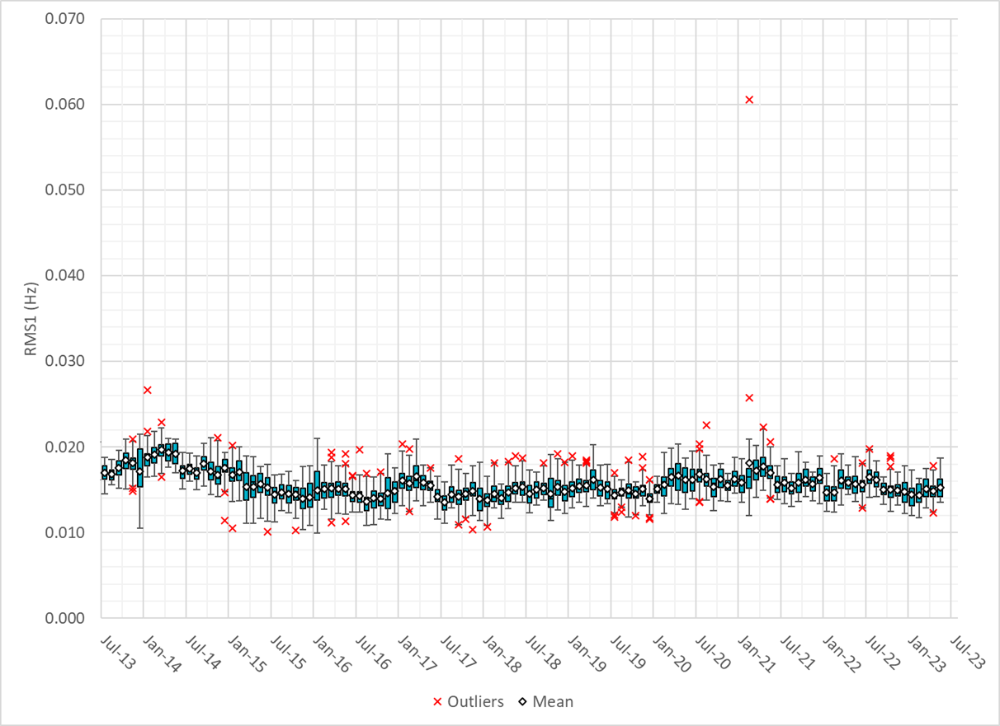 0.070
0.060
0.050
0.040
0.030
0.020
0.010
0.000
RMS1 (Hz)
Jul-13 Jan-14 Jul-14 Jan-15 Jul-15 Jan-16 Jul-16 Jan-17 Jul-17 Jan-18 Jul-18 Jan-19 Jul-19 Jan-20 Jul-20 Jan-21 Jul-21 Jan-22 Jul-22 Jan-23 Jul-23
Outliers Mean